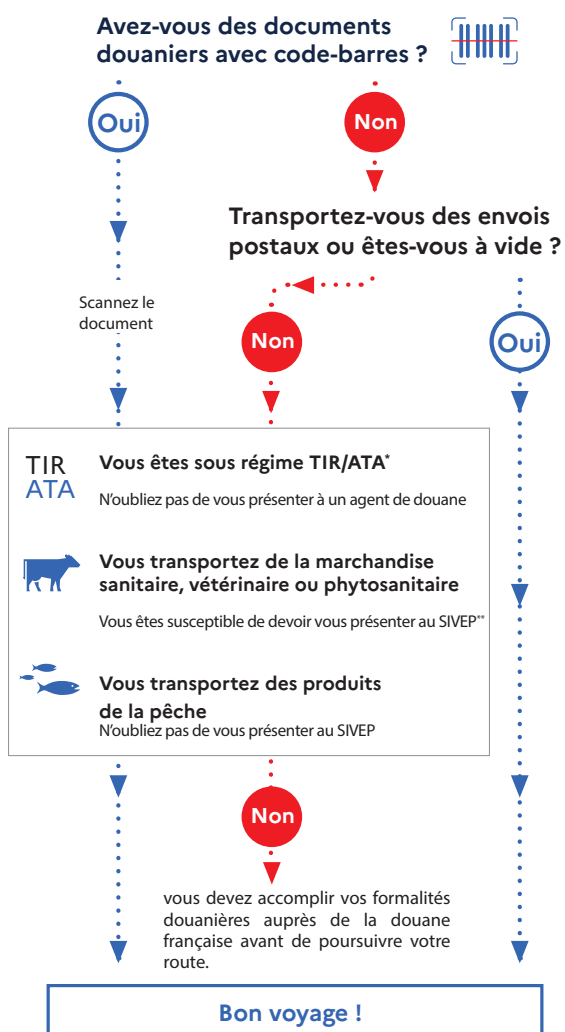 Avez-vous des documents
douaniers avec code-barres ?
Oui
Non
Transportez-vous des envois
postaux ou êtes-vous à vide ?
Scannez le
document
Non
Oui
TIR
ATA
Vous êtes sous régime TIR/ATA*
N'oubliez pas de vous présenter à un agent de douane
Vous transportez de la marchandise
sanitaire, vétérinaire ou phytosanitaire
Vous êtes susceptible de devoir vous présenter au SIVEP**
Vous transportez des produits
de la pêche
N'oubliez pas de vous présenter au SIVEP
Non
vous devez accomplir vos formalités
douanières auprès de la douane
française avant de poursuivre votre
route.
Bon voyage !